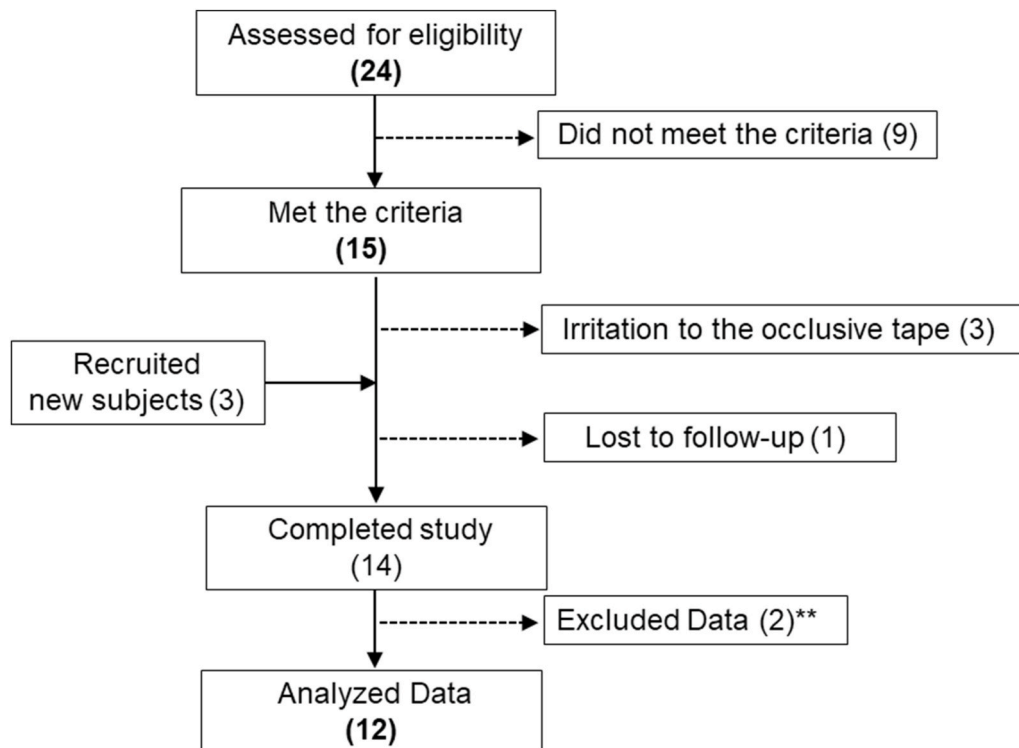 Assessed for eligibility
(24)
Did not meet the criteria (9)
Met the criteria
(15)
Irritation to the occlusive tape (3)
Recruited
new subjects (3)
Lost to follow-up (1)
Completed study
(14)
Excluded Data (2)**
Analyzed Data
(12)